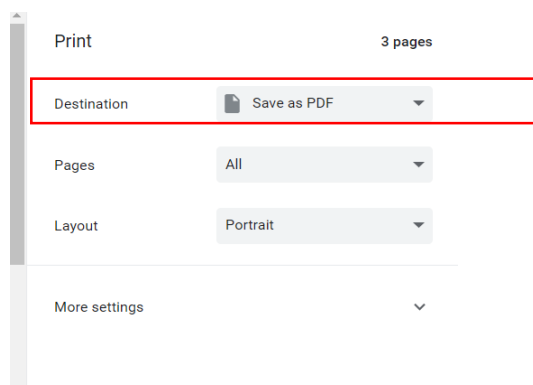 Print 3 pages
Destination Save as PDF
Pages All
Layout Portrait
More settings